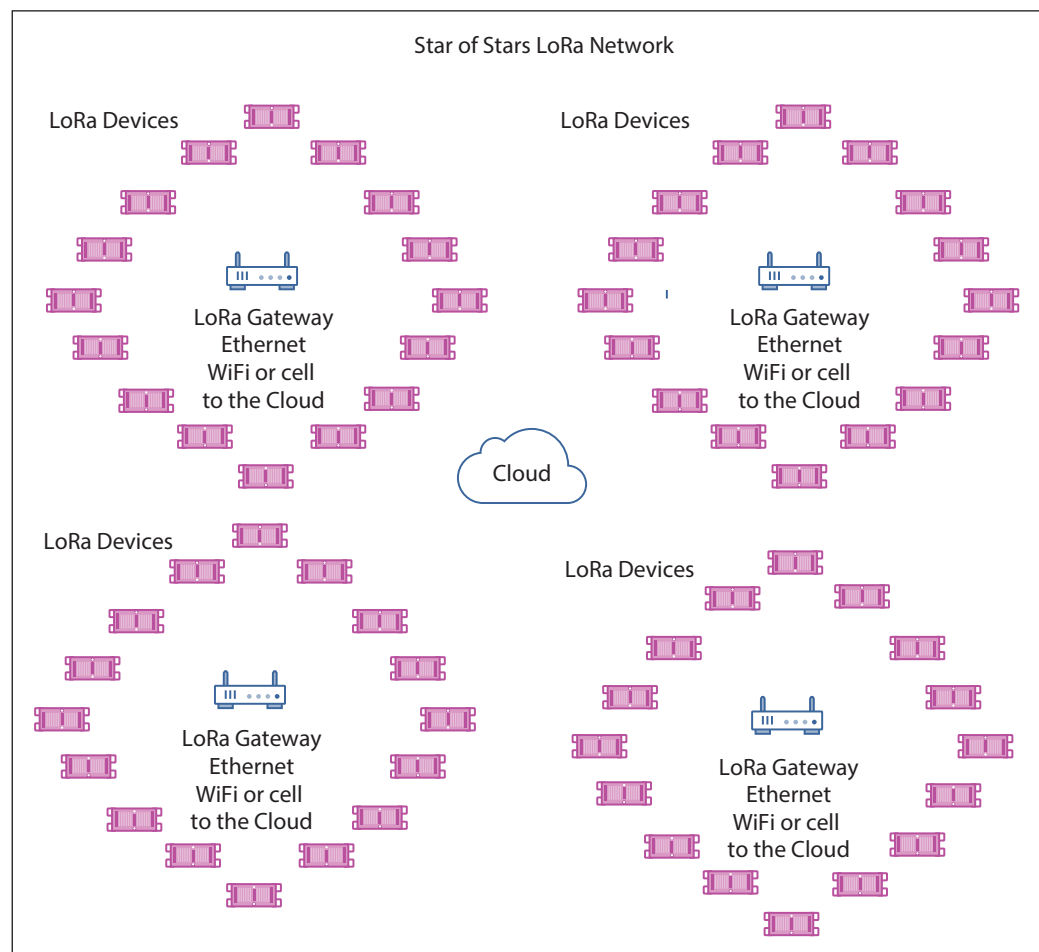 Star of Stars LoRa Network
LoRa Devices
LoRa Devices
LoRa Gateway
Ethernet
WiFi or cell
to the Cloud
LoRa Gateway
Ethernet
WiFi or cell
to the Cloud
Cloud
LoRa Devices
LoRa Devices
LoRa Gateway
Ethernet
WiFi or cell
to the Cloud
LoRa Gateway
Ethernet
WiFi or cell
to the Cloud